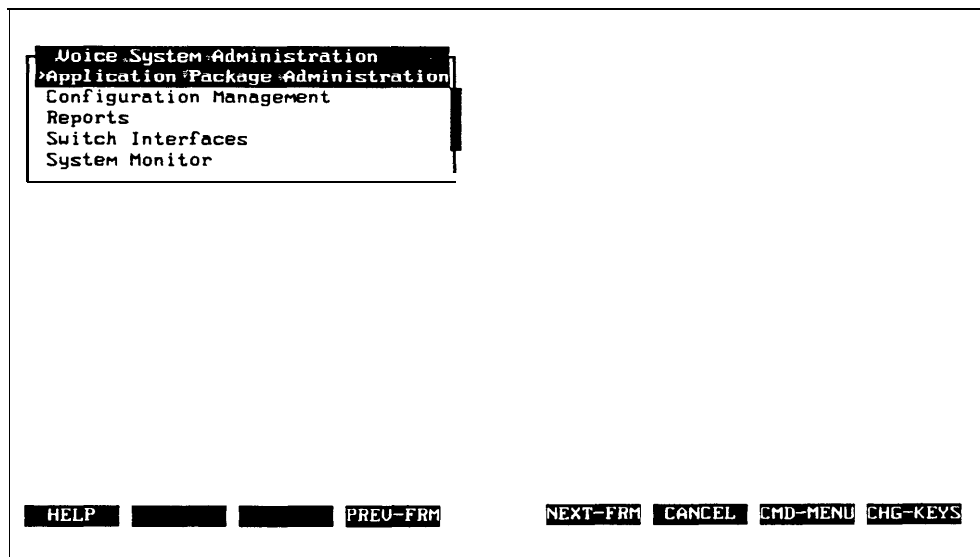 Voice System Administration
>Application Package Administration
Configuration Management
Reports
Switch Interfaces
System Monitor
HELP PREV-FRM NEXT-FRM CANCEL CMD-MENU CHG-KEYS